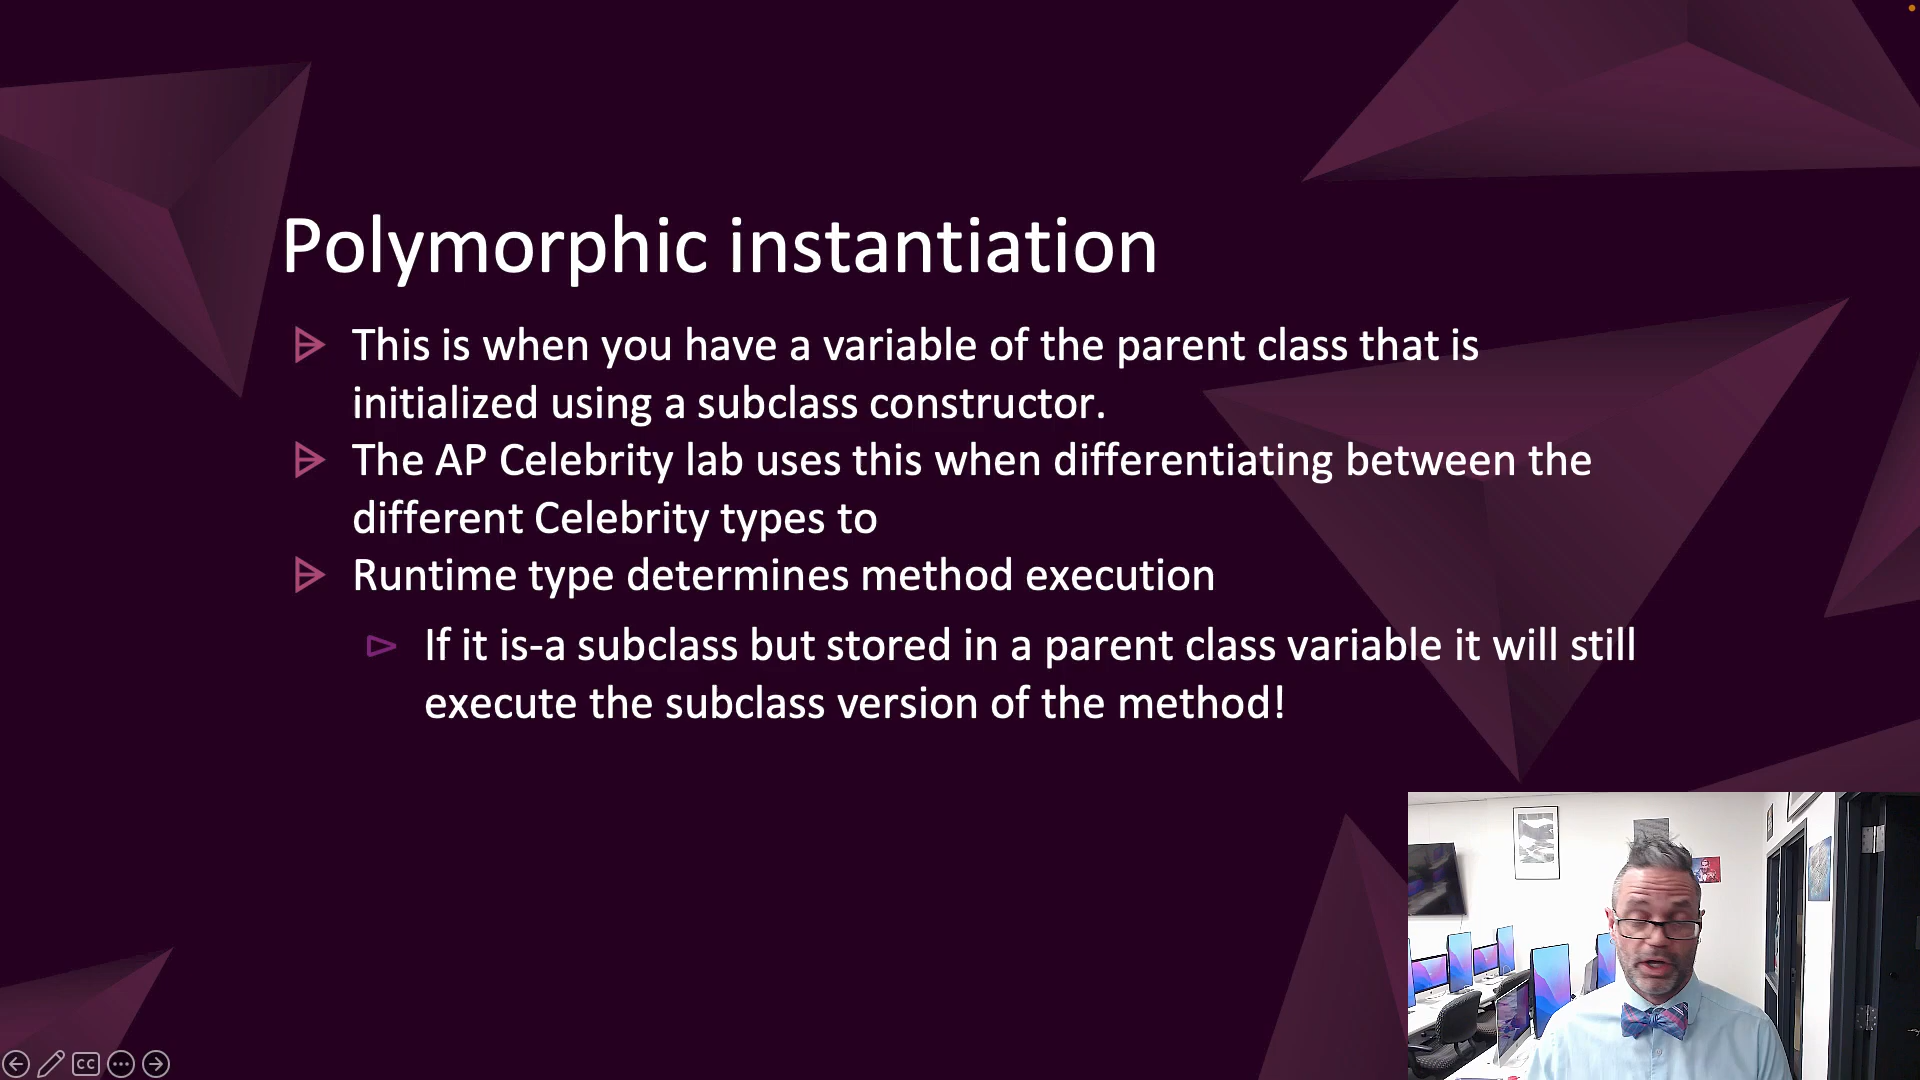 Polymorphic instantiation
This is when you have a variable of the parent class that is
initialized using a subclass constructor.
The AP Celebrity lab uses this when differentiating between the
different Celebrity types to
Runtime type determines method execution
If it is-a subclass but stored in a parent class variable it will still
execute the subclass version of the method!
CC